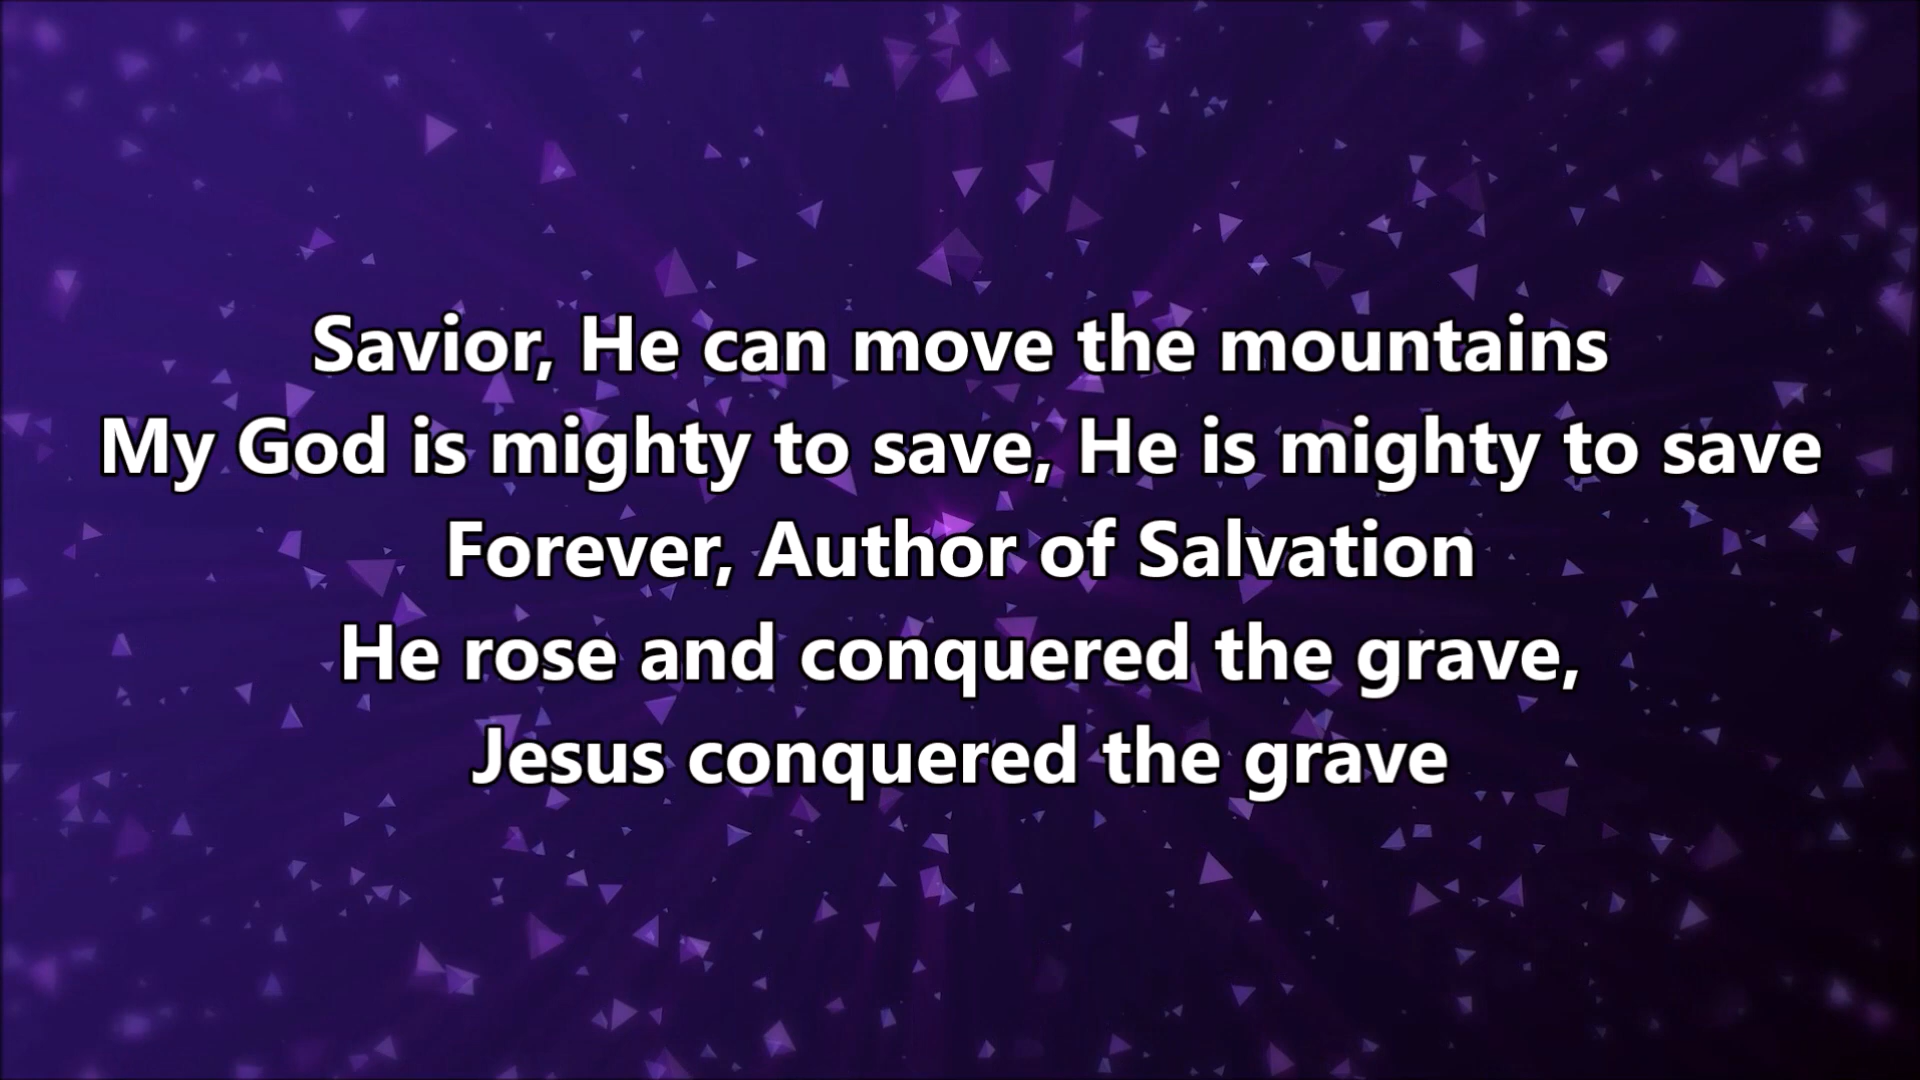 Savior, He can move the mountains
My God is mighty to save, He is mighty to save
Forever, Author of Salvation
He rose and conquered the grave,
Jesus conquered the grave